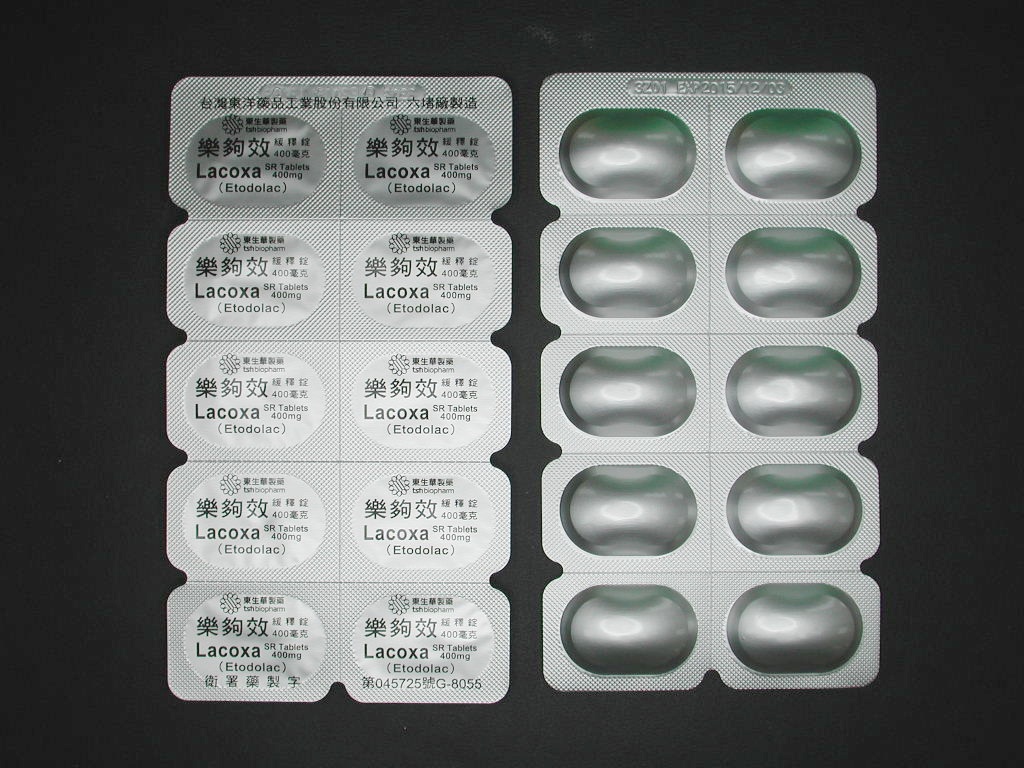 台灣東洋藥品工業股份有限公司 六堵廠製造
東生華製藥
tshbiopharm
樂夠效 緩釋錠
400毫克
Lacoxa SR Tablets
400mg
(Etodolac)
東生華製藥
tshbiopharm
樂夠效 緩釋錠
400毫克
Lacoxa SR Tablets
400mg
(Etodolac)
東生華製藥
tshbiopharm
樂夠效 緩釋錠
400毫克
Lacoxa SR Tablets
400mg
(Etodolac)
東生華製藥
tshbiopharm
樂夠效 緩釋錠
400毫克
Lacoxa SR Tablets
400mg
(Etodolac)
東生華製藥
tshbiopharm
樂夠效 緩釋錠
400毫克
Lacoxa SR Tablets
400mg
(Etodolac)
東生華製藥
tshbiopharm
樂夠效 緩釋錠
400毫克
Lacoxa SR Tablets
400mg
(Etodolac)
東生華製藥
tshbiopharm
樂夠效 緩釋錠
400毫克
Lacoxa SR Tablets
400mg
(Etodolac)
東生華製藥
tshbiopharm
樂夠效 緩釋錠
400毫克
Lacoxa SR Tablets
400mg
(Etodolac)
東生華製藥
tshbiopharm
樂夠效 緩釋錠
400毫克
Lacoxa SR Tablets
400mg
(Etodolac)
東生華製藥
tshbiopharm
樂夠效 緩釋錠
400毫克
Lacoxa SR Tablets
400mg
(Etodolac)
衛署藥製字 第045725號G-8055
EXP2015/12/09